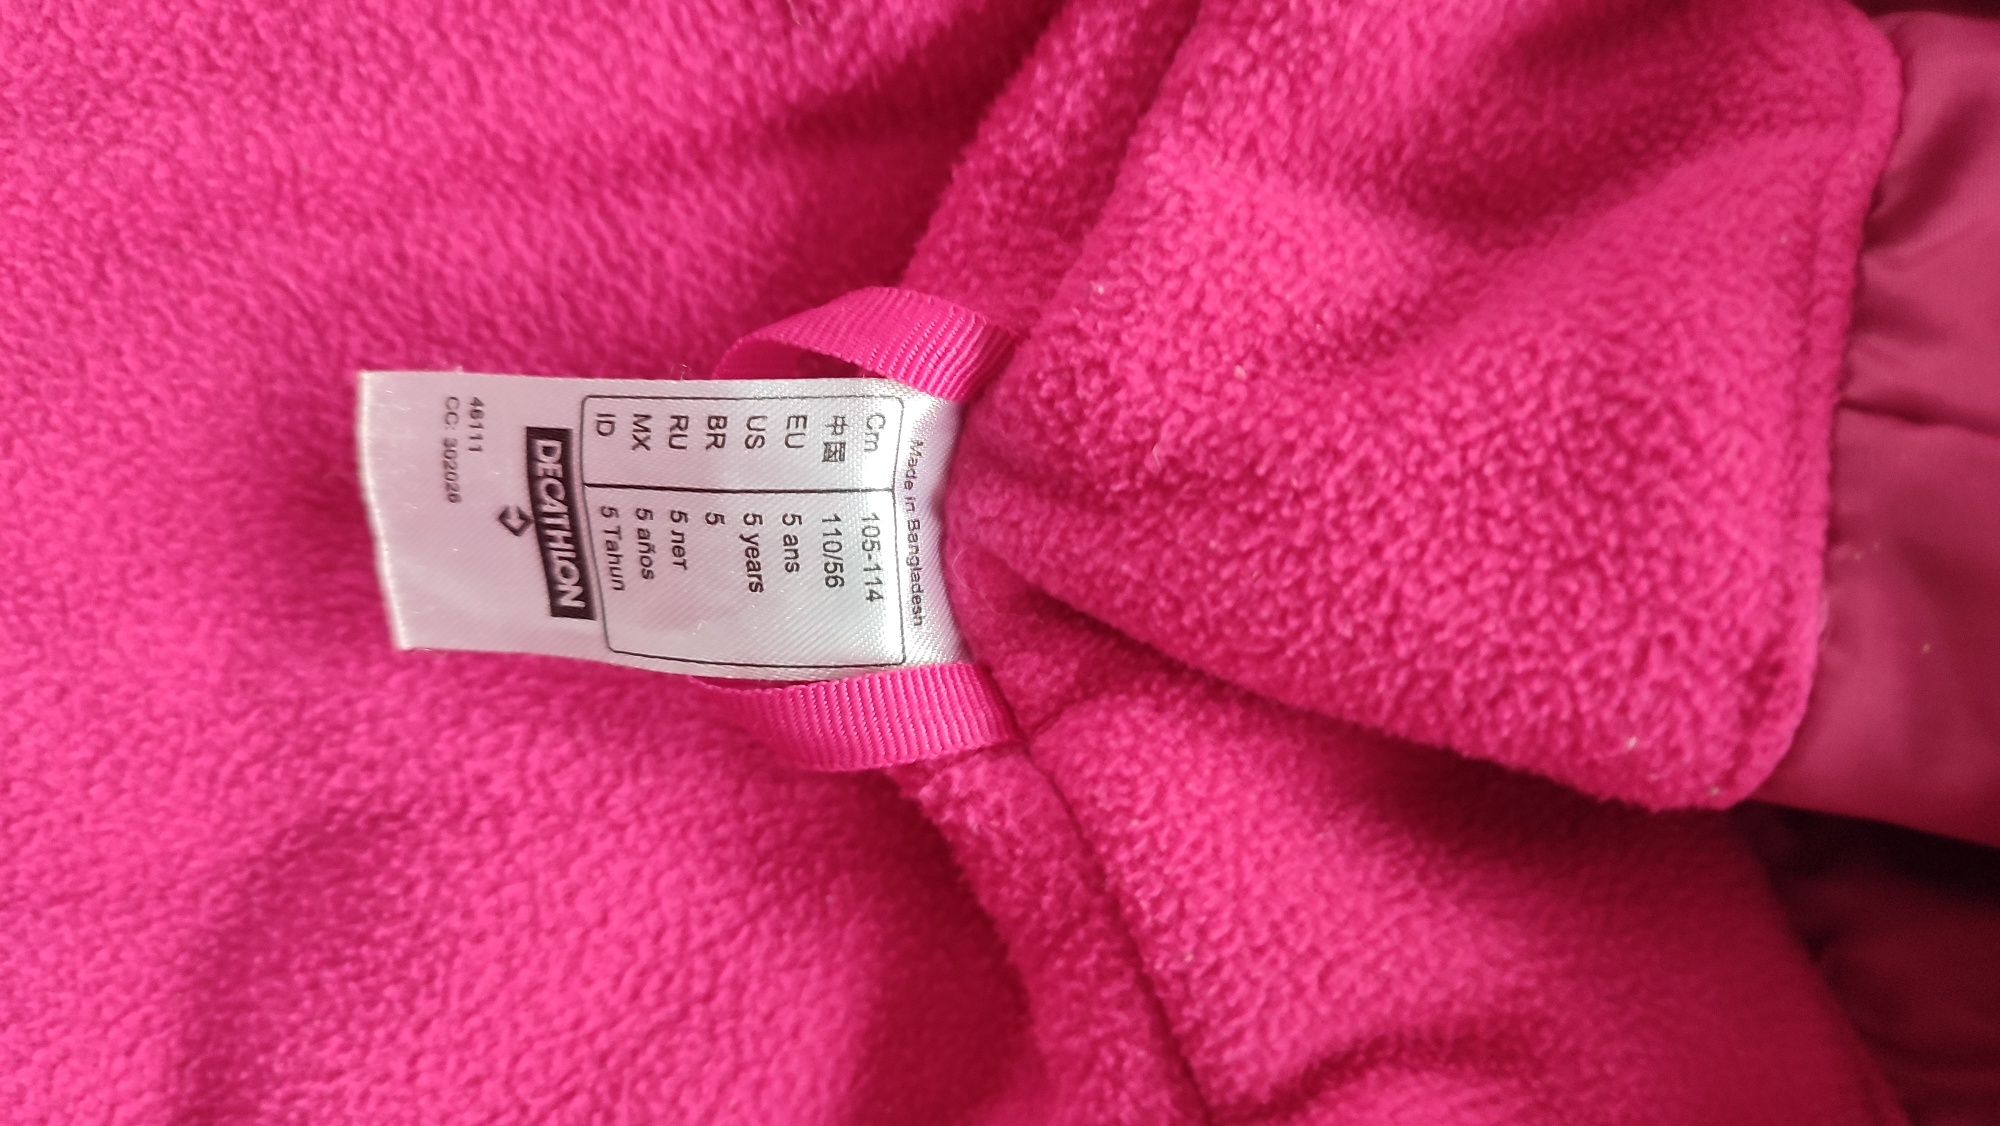 Made in Bangladesh
Cm 105-114
中国 110/56
EU 5 ans
US 5 years
BR 5
RU 5 лет
MX 5 años
ID 5 Tahun
DECATHLON
46111
CC: 302026